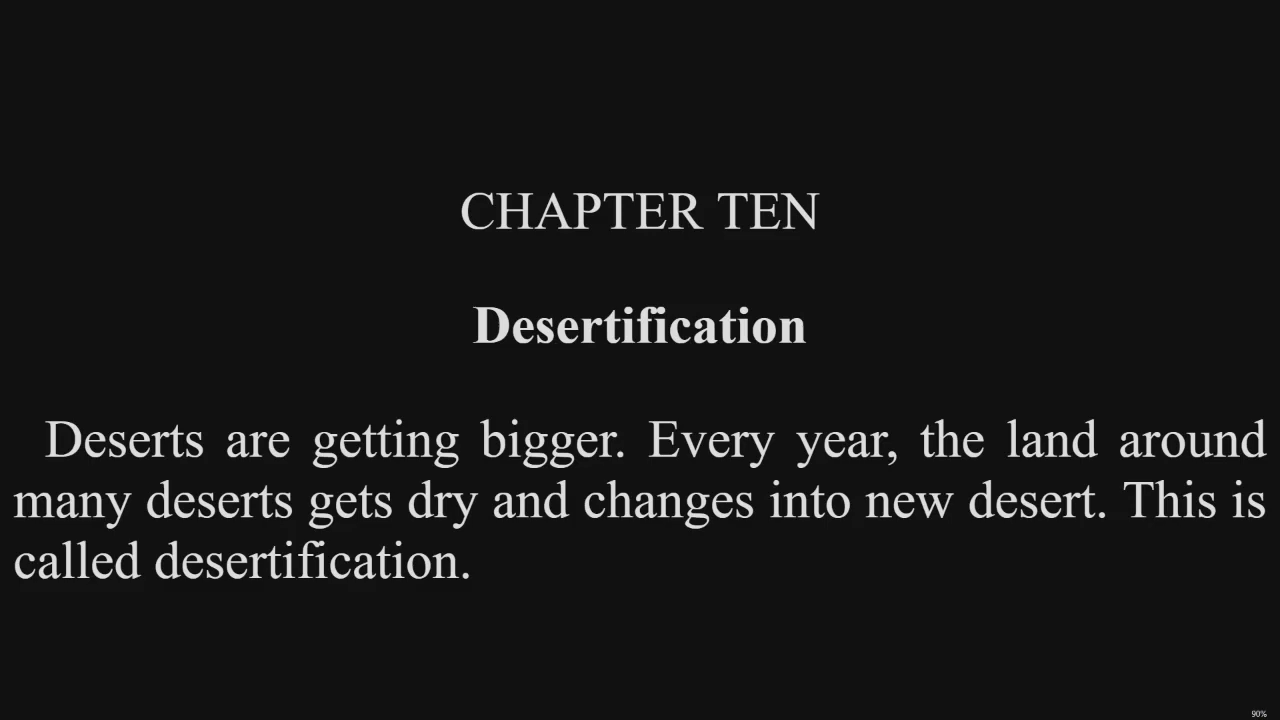 CHAPTER TEN
Desertification
Deserts are getting bigger. Every year, the land around
many deserts gets dry and changes into new desert. This is
called desertification.
90%